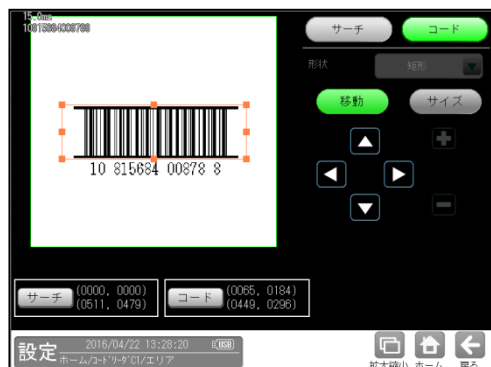 15.0ms
10815684008788
サーチ
コード
形状
矩形
移動
サイズ
10 815684 00878 8
サーチ
(0000, 0000)
(0511, 0479)
コード
(0065, 0184)
(0449, 0296)
設定
2016/04/22 13:28:20
USB
ホーム/コードリーダC1/エリア
拡大縮小
ホーム
戻る